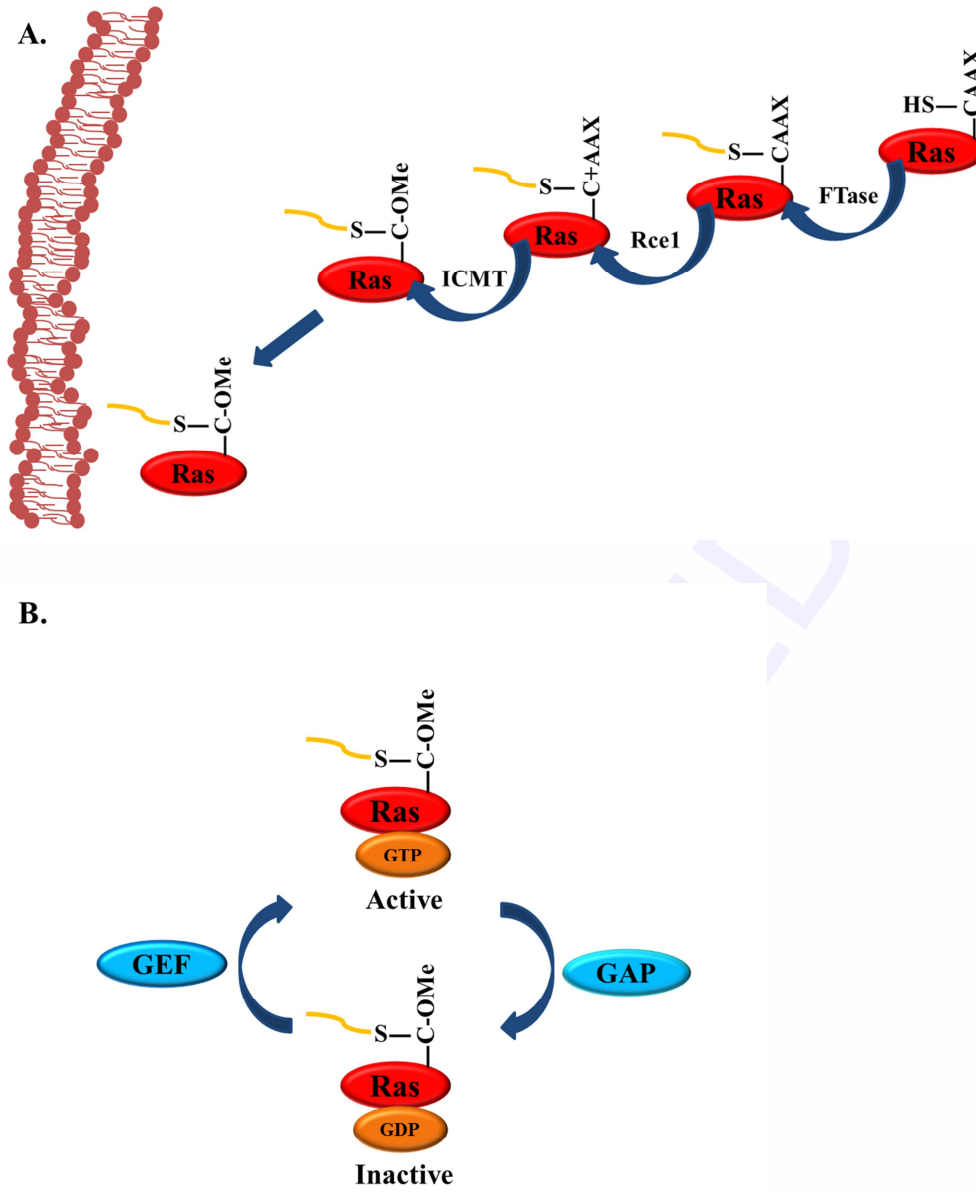 A.
HS—CAAX
Ras
FTase
S—CAAX
Ras
Rce1
S—C+AAX
Ras
ICMT
S—C-OMe
Ras
S—C-OMe
Ras
B.
S—C-OMe
Ras
GTP
Active
GEF
GAP
S—C-OMe
Ras
GDP
Inactive